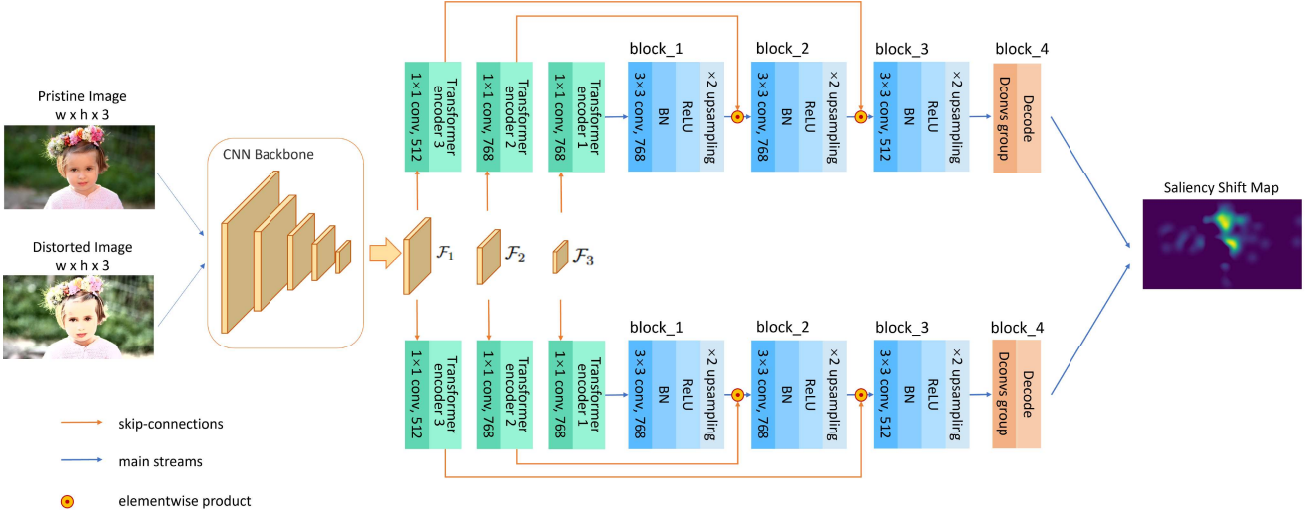 Pristine Image
w x h x 3
Distorted Image
w x h x 3
CNN Backbone
F1
F2
F3
1×1 conv, 512
Transformer
encoder 3
1×1 conv, 768
Transformer
encoder 2
1×1 conv, 768
Transformer
encoder 1
block_1
3×3 conv, 768
BN
ReLU
×2 upsampling
block_2
3×3 conv, 768
BN
ReLU
×2 upsampling
block_3
3×3 conv, 512
BN
ReLU
×2 upsampling
block_4
Dconvs group
Decode
1×1 conv, 512
Transformer
encoder 3
1×1 conv, 768
Transformer
encoder 2
1×1 conv, 768
Transformer
encoder 1
block_1
3×3 conv, 768
BN
ReLU
×2 upsampling
block_2
3×3 conv, 768
BN
ReLU
×2 upsampling
block_3
3×3 conv, 512
BN
ReLU
×2 upsampling
block_4
Dconvs group
Decode
Saliency Shift Map
skip-connections
main streams
elementwise product